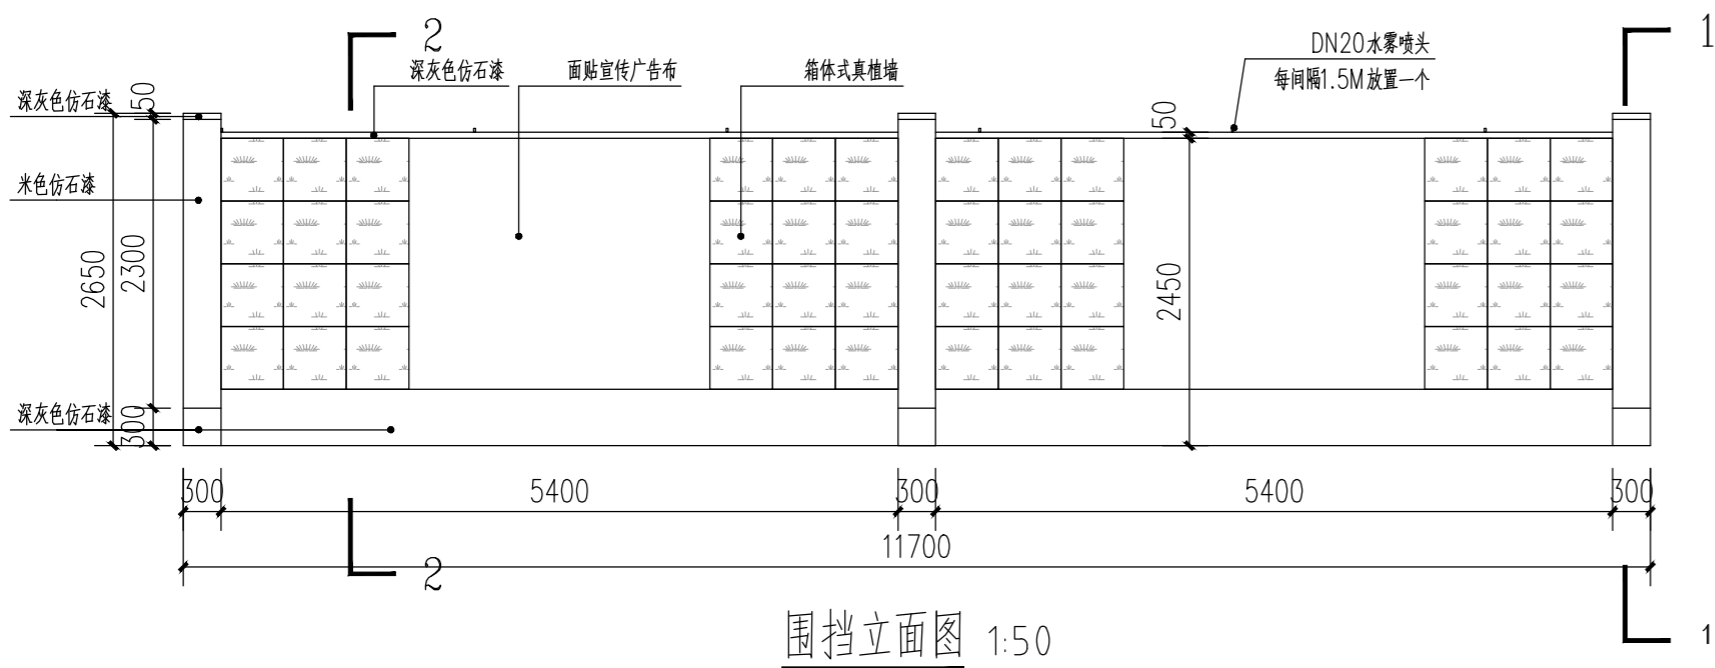 2
1
深灰色仿石漆
面贴宣传广告布
箱体式真植墙
DN20水雾喷头
每间隔1.5M放置一个
深灰色仿石漆
50
50
米色仿石漆
2650
2300
2450
深灰色仿石漆
300
300
5400
300
5400
300
11700
2
1
围挡立面图 1:50